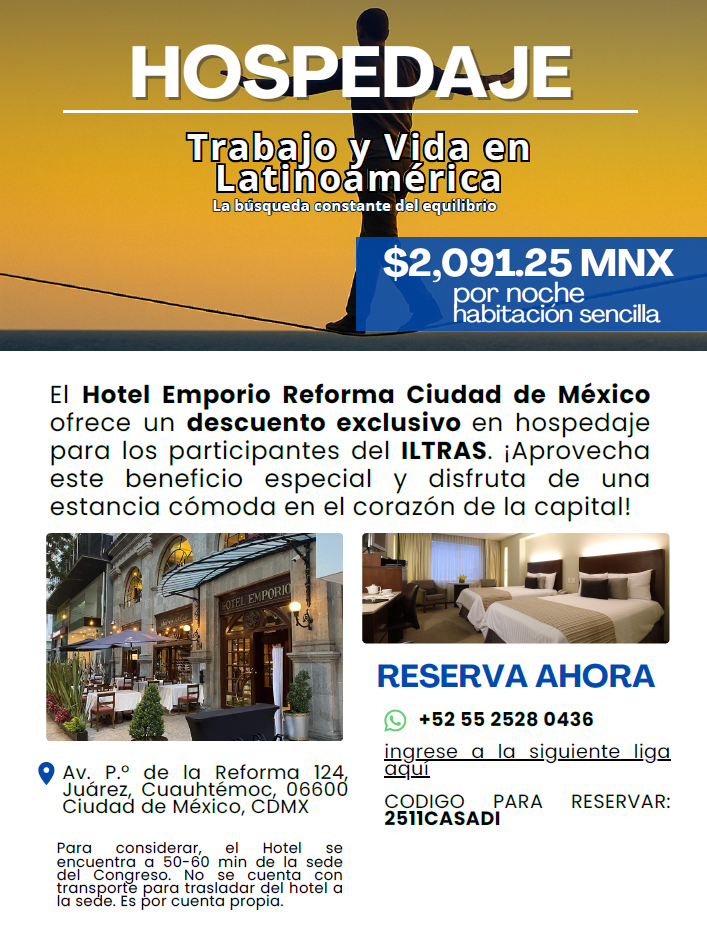 HOSPEDAJE
Trabajo y Vida en
Latinoamérica
La búsqueda constante del equilibrio
$2,091.25 MNX
por noche
habitación sencilla
El Hotel Emporio Reforma Ciudad de México
ofrece un descuento exclusivo en hospedaje
para los participantes del ILTRAS. ¡Aprovecha
este beneficio especial y disfruta de una
estancia cómoda en el corazón de la capital!
HOTEL EMPORIO
RESERVA AHORA
+52 55 2528 0436
ingrese a la siguiente liga
aquí
CODIGO PARA RESERVAR:
2511CASADI
Av. P.º de la Reforma 124,
Juárez, Cuauhtémoc, 06600
Ciudad de México, CDMX
Para considerar, el Hotel se
encuentra a 50-60 min de la sede
del Congreso. No se cuenta con
transporte para trasladar del hotel a
la sede. Es por cuenta propia.